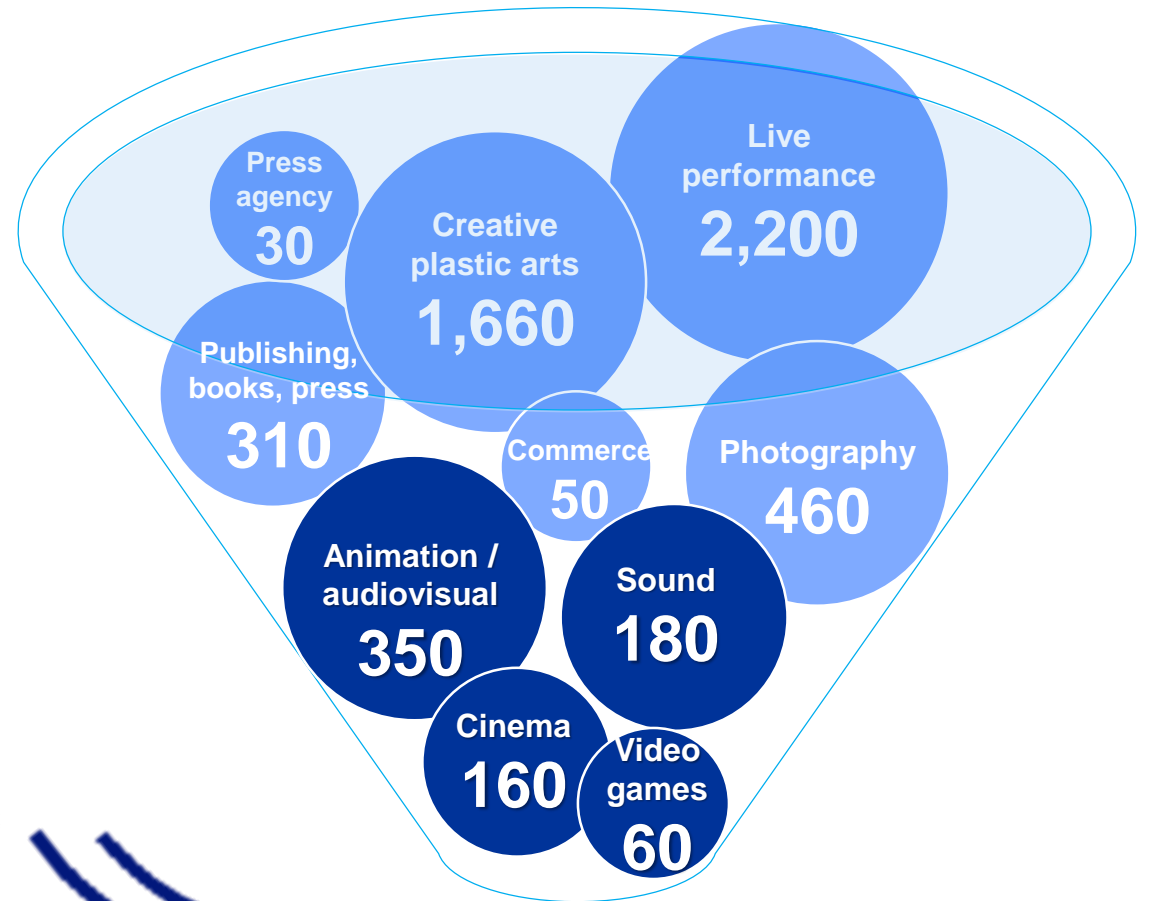 Live
performance
2,200
Press
agency
30
Creative
plastic arts
1,660
Publishing,
books, press
310
Commerce
50
Photography
460
Animation /
audiovisual
350
Sound
180
Cinema
160
Video
games
60